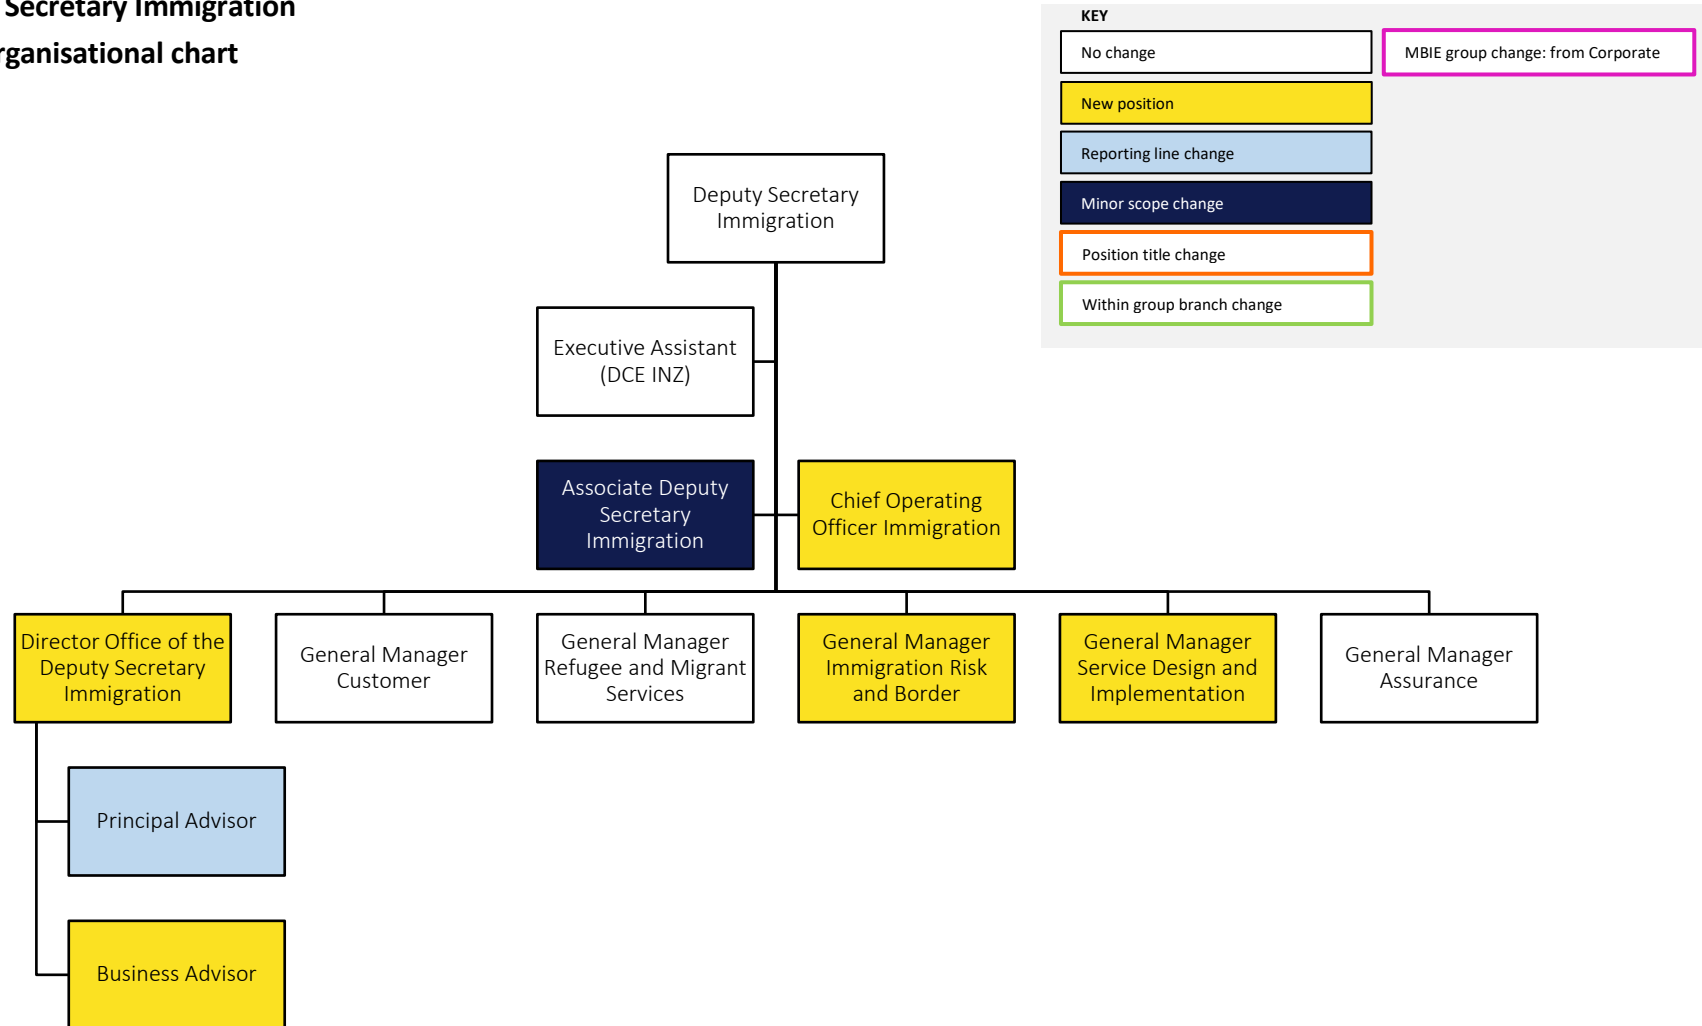 Secretary Immigration
rganisational chart
KEY
No change
MBIE group change: from Corporate
New position
Reporting line change
Minor scope change
Position title change
Within group branch change
Deputy Secretary
Immigration
Executive Assistant
(DCE INZ)
Associate Deputy
Secretary
Immigration
Chief Operating
Officer Immigration
Director Office of the
Deputy Secretary
Immigration
General Manager
Customer
General Manager
Refugee and Migrant
Services
General Manager
Immigration Risk
and Border
General Manager
Service Design and
Implementation
General Manager
Assurance
Principal Advisor
Business Advisor